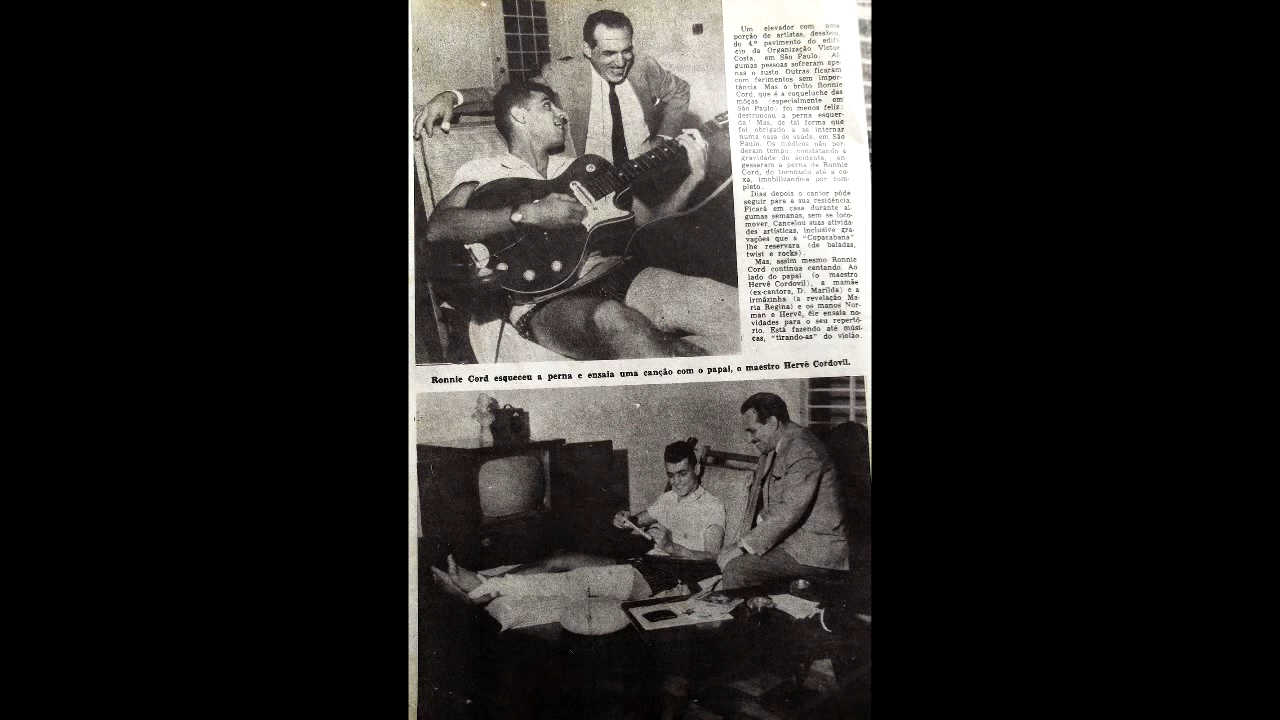 Um elevador com uma
porção de artistas, desabou
do 4.º pavimento do edifí-
cio da Organização Victor
Costa, em São Paulo. Al-
gumas pessoas sofreram ape-
nas o susto. Outras ficaram
com ferimentos sem impor-
tância Mas o brôto Ronnie
Cord, que é a coqueluche das
môças (especialmente em
São Paulo) foi menos feliz:
destroncou a perna esquer-
da! Mas, de tal forma que
foi obrigado a se internar
numa casa de saúde, em São
Paulo. Os médicos não per-
deram tempo: constatando a
gravidade do acidente, en-
gessaram a perna de Ronnie
Cord, do tornozelo até a co-
xa, imobilizando-a por com-
pleto.
Dias depois o cantor pôde
seguir para a sua residência.
Ficará em casa durante al-
gumas semanas, sem se loco-
mover. Cancelou suas ativida-
des artísticas, inclusive gra-
vações que a "Copacabana"
lhe reservara (de baladas,
twist e rocks).
Mas, assim mesmo Ronnie
Cord continua cantando. Ao
lado do papai (o maestro
Hervê Cordovil), a mamãe
(ex-cantora, D. Marilda) e a
irmãzinha (a revelação Ma-
ria Regina) e os manos Nor-
man e Hervê, êle ensaia no-
vidades para o seu repertó-
rio. Está fazendo até músi-
cas, "tirando-as" do violão.
Ronnie Cord esqueceu a perna e ensaia uma canção com o papai, o maestro Hervê Cordovil.